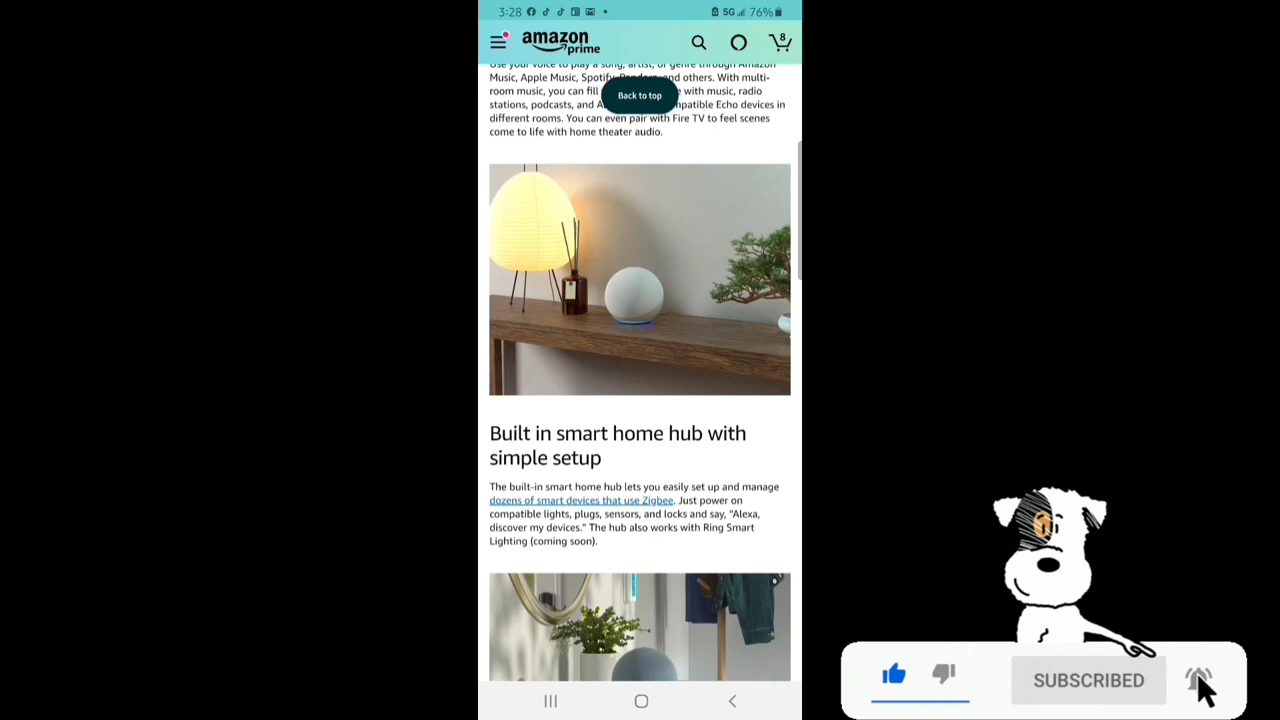 3:28
5G 76%
amazon
prime
8
Use your voice to play a song, artist, or genre through Amazon
Music, Apple Music, Spotify, Pandora, and others. With multi-
room music, you can fill with music, radio
Back to top
stations, podcasts, and mpatible Echo devices in
different rooms. You can even pair with Fire TV to feel scenes
come to life with home theater audio.
Built in smart home hub with
simple setup
The built-in smart home hub lets you easily set up and manage
dozens of smart devices that use Zigbee. Just power on
compatible lights, plugs, sensors, and locks and say, “Alexa,
discover my devices.” The hub also works with Ring Smart
Lighting (coming soon).
SUBSCRIBED